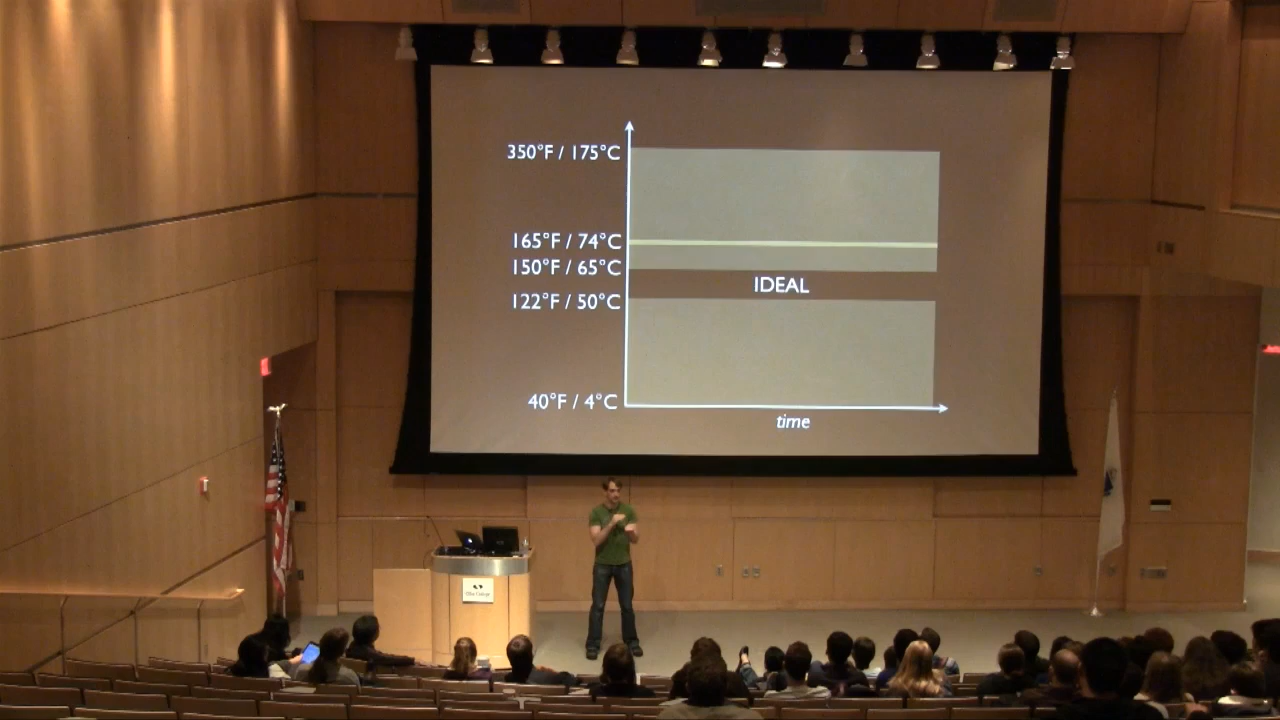 350°F / 175°C
165°F / 74°C
150°F / 65°C
IDEAL
122°F / 50°C
40°F / 4°C
time